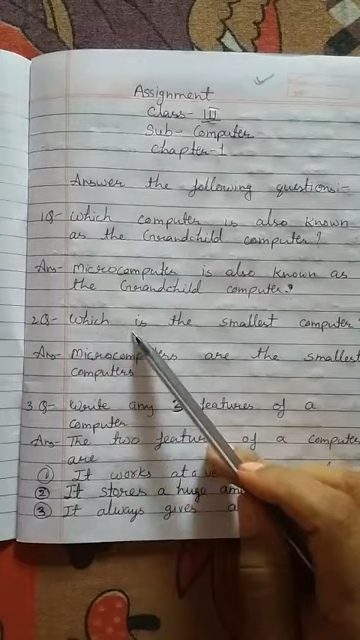 Assignment
Class- III
Sub- Computer
Chapter-1
Answer the following questions:-
1Q- Which computer is also known
as the Grandchild computer?
Ans- Microcomputer is also known as
the Grandchild computer?
2Q- Which is the smallest computer?
Ans- Microcomputers are the smallest
computers
3Q- Write any 3 features of a
computer
Ans- The two features of a computer
are
① It works at a
② It stores a huge
③ It always gives a